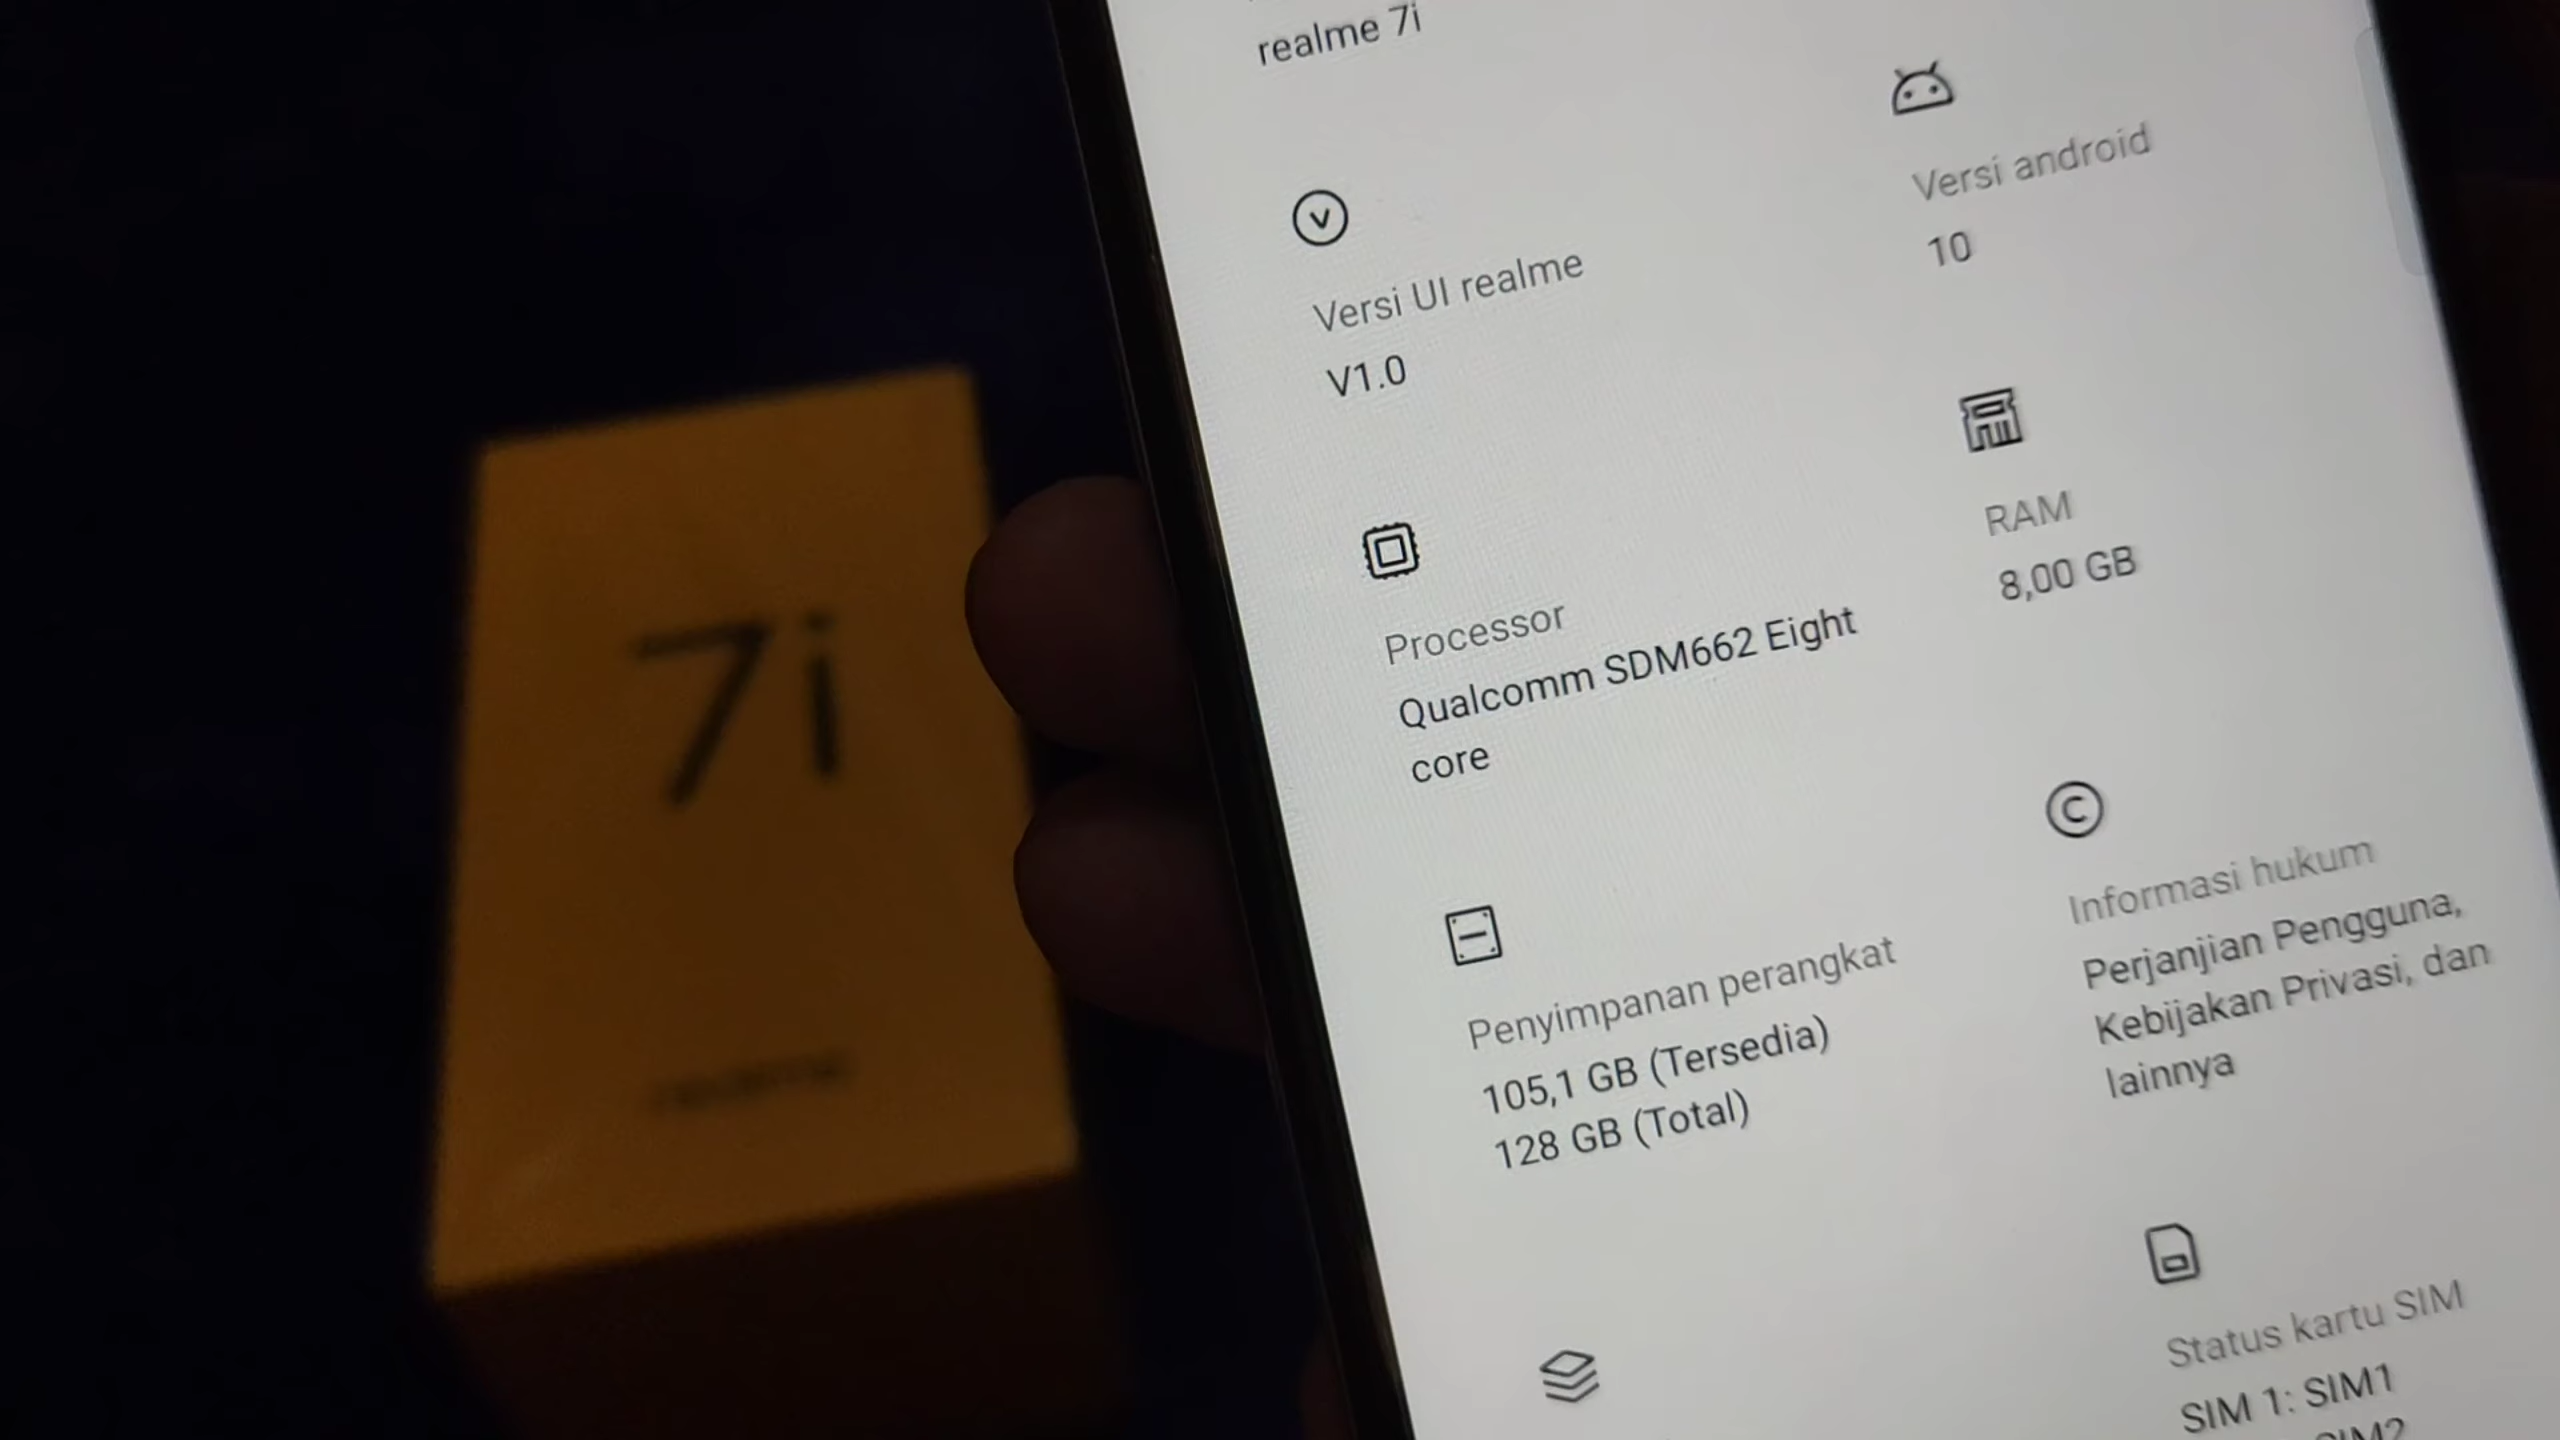 realme 7i
Versi UI realme
V1.0
Versi android
10
Processor
Qualcomm SDM662 Eight
core
RAM
8,00 GB
Penyimpanan perangkat
105,1 GB (Tersedia)
128 GB (Total)
Informasi hukum
Perjanjian Pengguna,
Kebijakan Privasi, dan
lainnya
Status kartu SIM
SIM 1: SIM1
SIM2
7i
realme